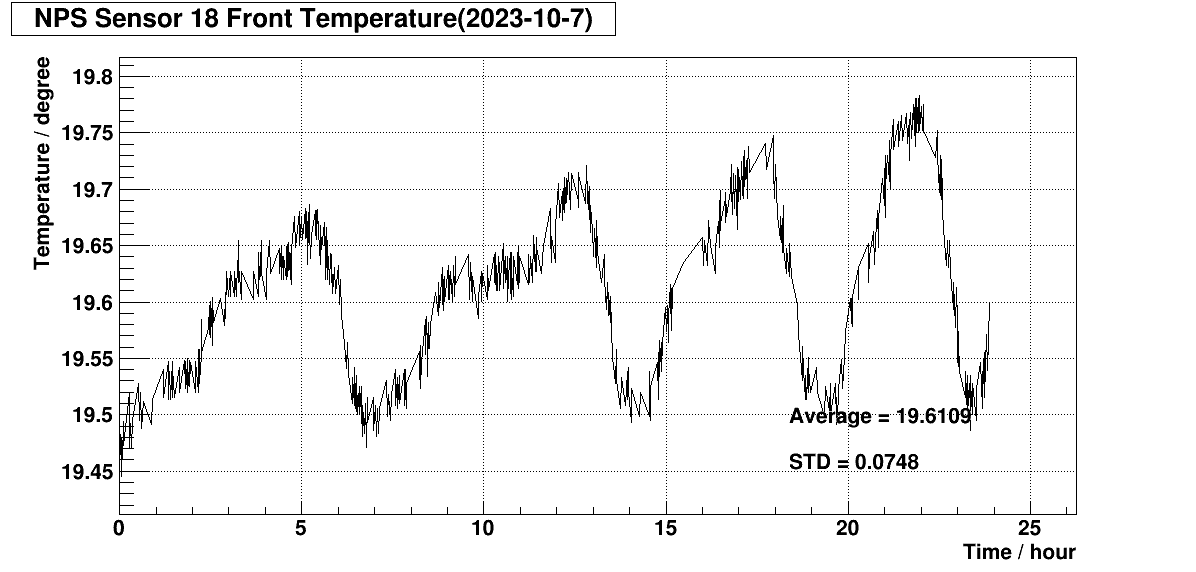 NPS Sensor 18 Front Temperature(2023-10-7)
Temperature / degree
19.8
19.75
19.7
19.65
19.6
19.55
19.5
19.45
Average = 19.6109
STD = 0.0748
0 5 10 15 20 25
Time / hour